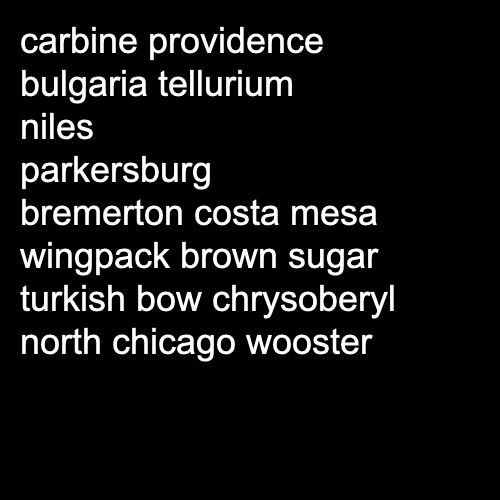 carbine providence
bulgaria tellurium
niles
parkersburg
bremerton costa mesa
wingpack brown sugar
turkish bow chrysoberyl
north chicago wooster